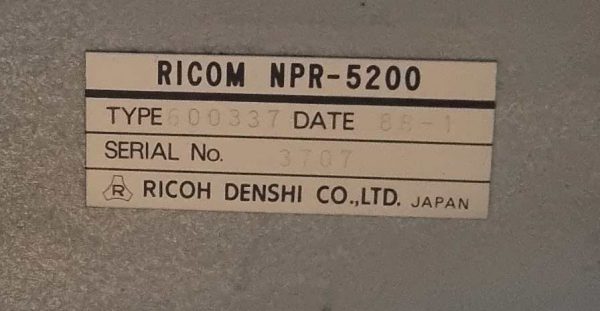 RICOM NPR-5200
TYPE 600337 DATE 88-1
SERIAL No. 3707
R RICOH DENSHI CO.,LTD. JAPAN